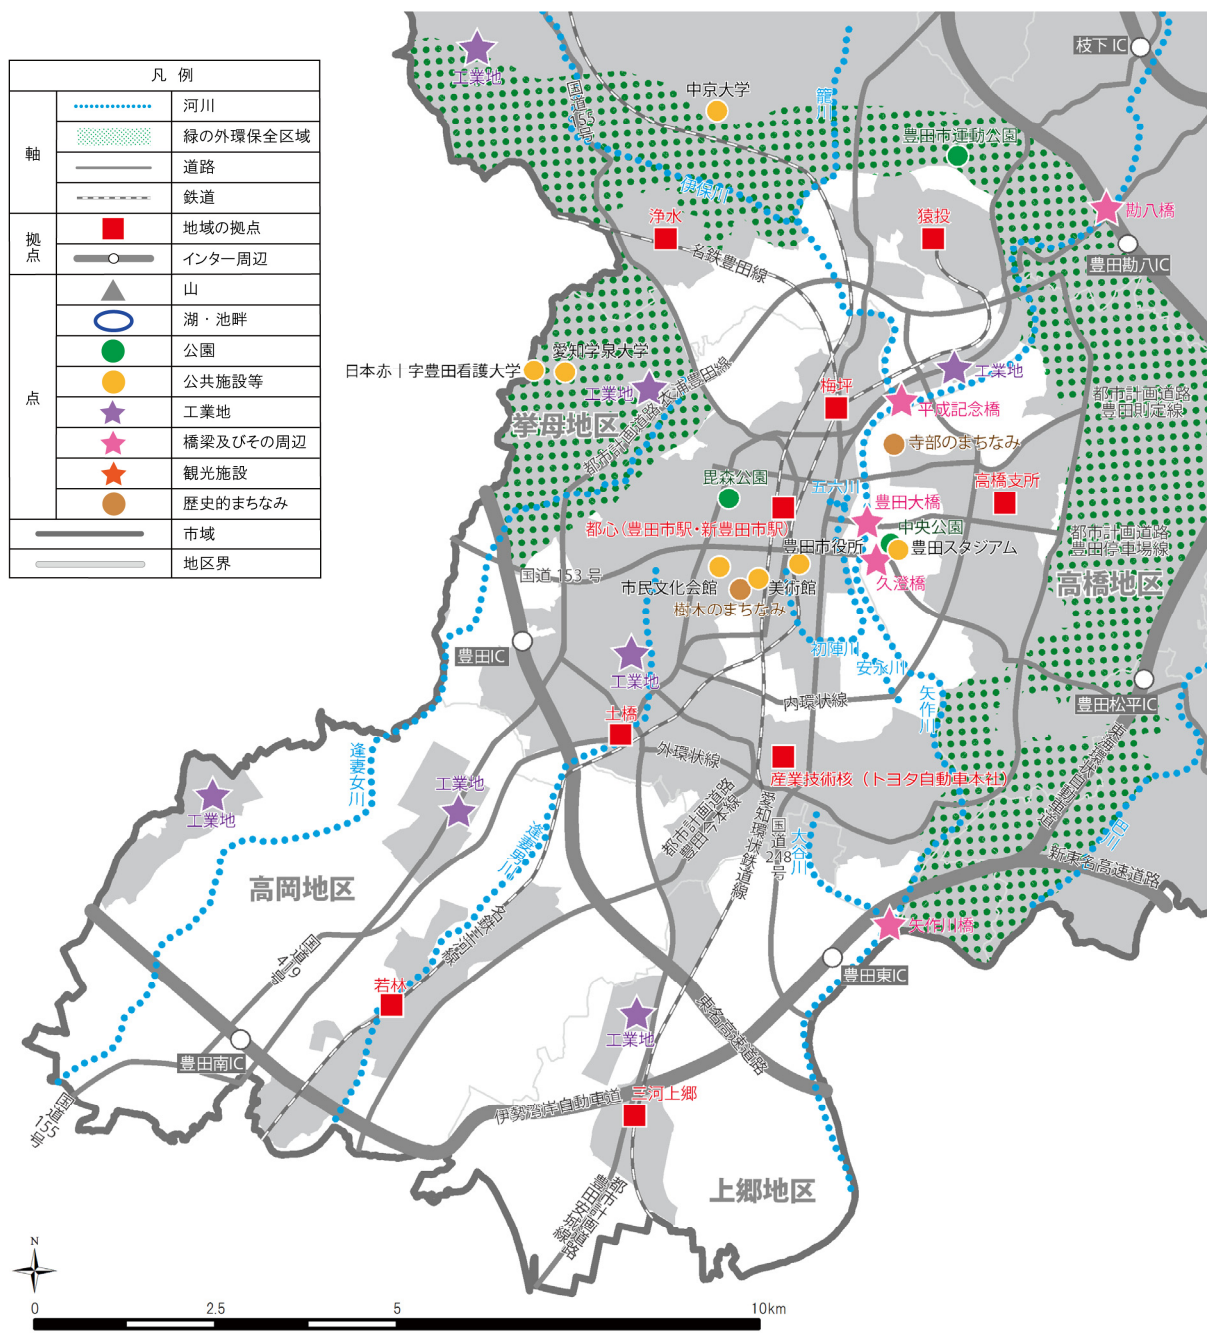 凡 例
軸
河川
緑の外環保全区域
道路
鉄道
拠点
地域の拠点
インター周辺
点
山
湖・池畔
公園
公共施設等
工業地
橋梁及びその周辺
観光施設
歴史的まちなみ
市域
地区界
工業地
国道155号
中京大学
籠川
枝下IC
豊田市運動公園
伊保川
浄水
猿投
勘八橋
名鉄豊田線
豊田勘八IC
愛知学泉大学
日本赤十字豊田看護大学
工業地
挙母地区
梅坪
工業地
平成記念橋
都市計画道路
豊田則定線
寺部のまちなみ
毘森公園
五六川
高橋支所
豊田大橋
都心(豊田市駅・新豊田市駅)
中央公園
豊田市役所
豊田スタジアム
都市計画道路
豊田停車場線
国道 153 号
市民文化会館
美術館
久澄橋
高橋地区
樹木のまちなみ
豊田IC
初陣川
安永川
工業地
矢作川
内環状線
豊田松平IC
土橋
外環状線
東海環状自動車道
逢妻女川
産業技術核(トヨタ自動車本社)
工業地
工業地
都市計画道路
豊田今本線
愛知環状鉄道線
国道248号
大谷川
巴川
逢妻男川
新東名高速道路
高岡地区
名鉄三河線
矢作川橋
国道419号
豊田東IC
若林
工業地
東名高速道路
豊田南IC
国道155号
伊勢湾岸自動車道
三河上郷
上郷地区
都市計画道路
豊田安城線
N
0
2.5
5
10km